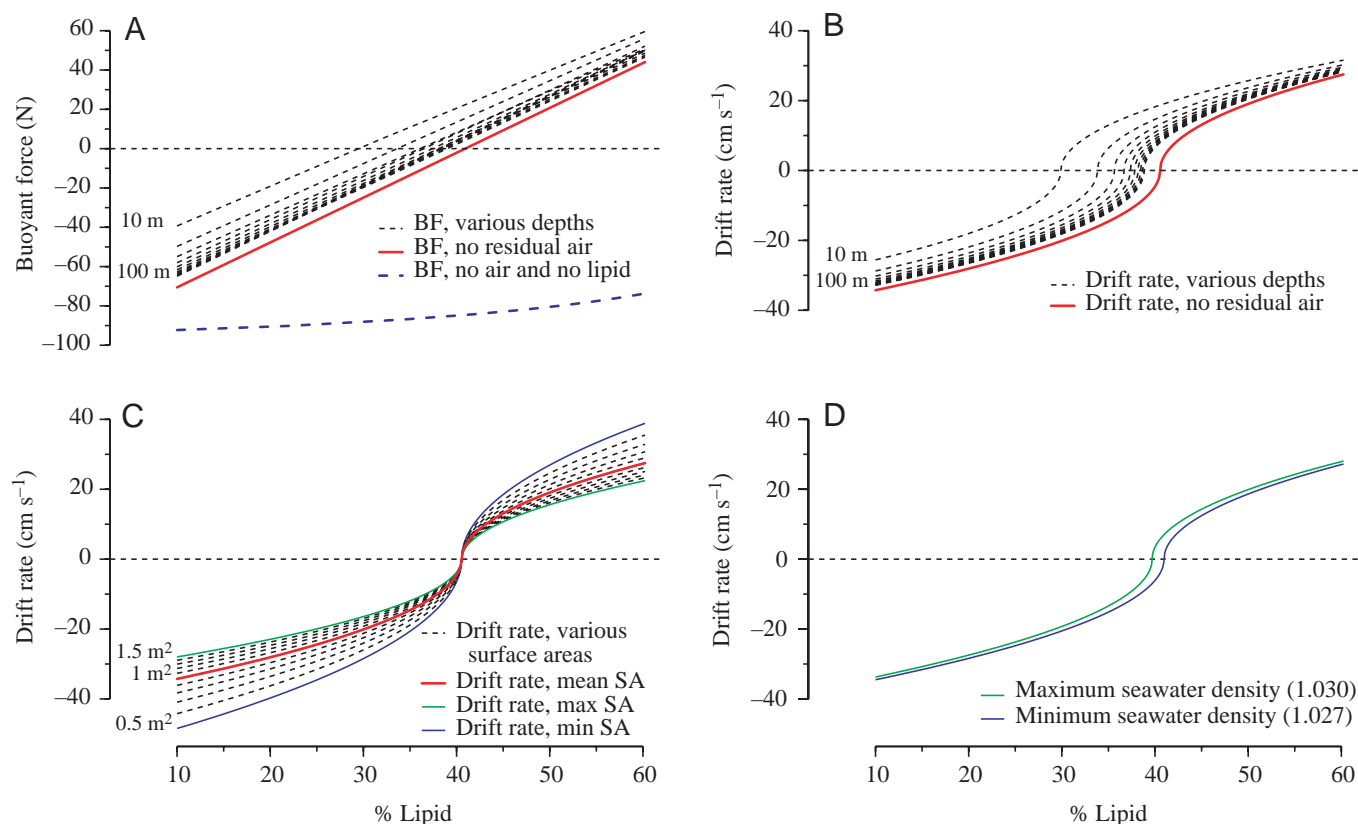 A
60
40
20
0
–20
–40
–60
–80
–100
Buoyant force (N)
10 m
100 m
BF, various depths
BF, no residual air
BF, no air and no lipid
B
40
20
0
–20
–40
Drift rate (cm s⁻¹)
10 m
100 m
Drift rate, various depths
Drift rate, no residual air
C
40
20
0
–20
–40
Drift rate (cm s⁻¹)
1.5 m²
1 m²
0.5 m²
Drift rate, various
surface areas
Drift rate, mean SA
Drift rate, max SA
Drift rate, min SA
10 20 30 40 50 60
% Lipid
D
40
20
0
–20
–40
Drift rate (cm s⁻¹)
Maximum seawater density (1.030)
Minimum seawater density (1.027)
10 20 30 40 50 60
% Lipid